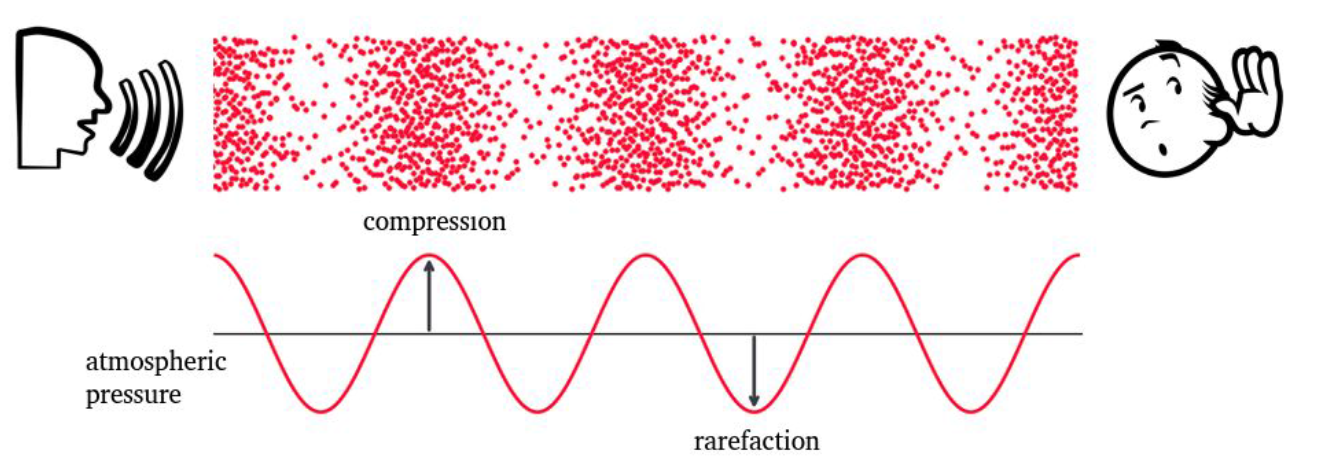 compression
atmospheric
pressure
rarefaction